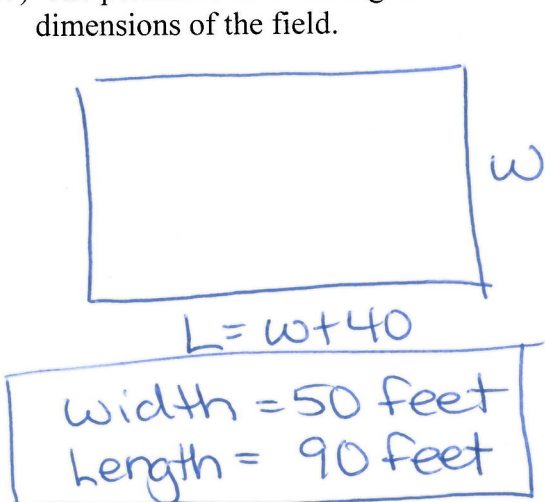 dimensions of the field.
w
L = w+40
width = 50 feet
Length = 90 feet